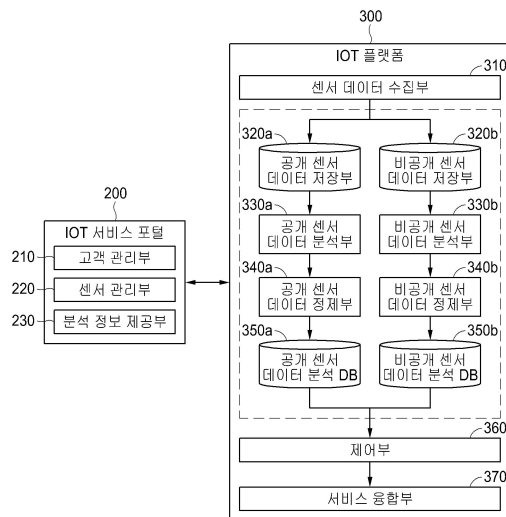 300
IOT 플랫폼
310
센서 데이터 수집부
320a
320b
공개 센서
데이터 저장부
비공개 센서
데이터 저장부
330a
330b
공개 센서
데이터 분석부
비공개 센서
데이터 분석부
340a
340b
공개 센서
데이터 정제부
비공개 센서
데이터 정제부
350a
350b
공개 센서
데이터 분석 DB
비공개 센서
데이터 분석 DB
360
제어부
370
서비스 융합부
200
IOT 서비스 포털
210
고객 관리부
220
센서 관리부
230
분석 정보 제공부